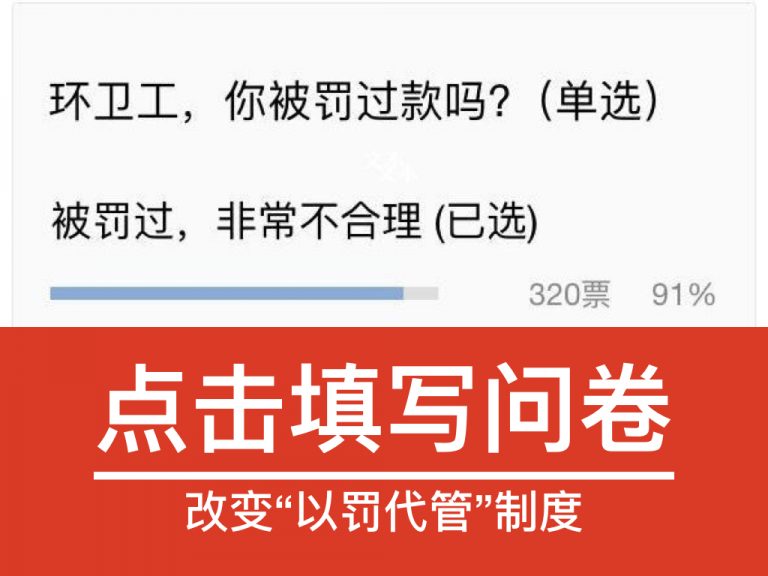 环卫工，你被罚过款吗？（单选）
被罚过，非常不合理 (已选)
320票 91%
点击填写问卷
改变“以罚代管”制度